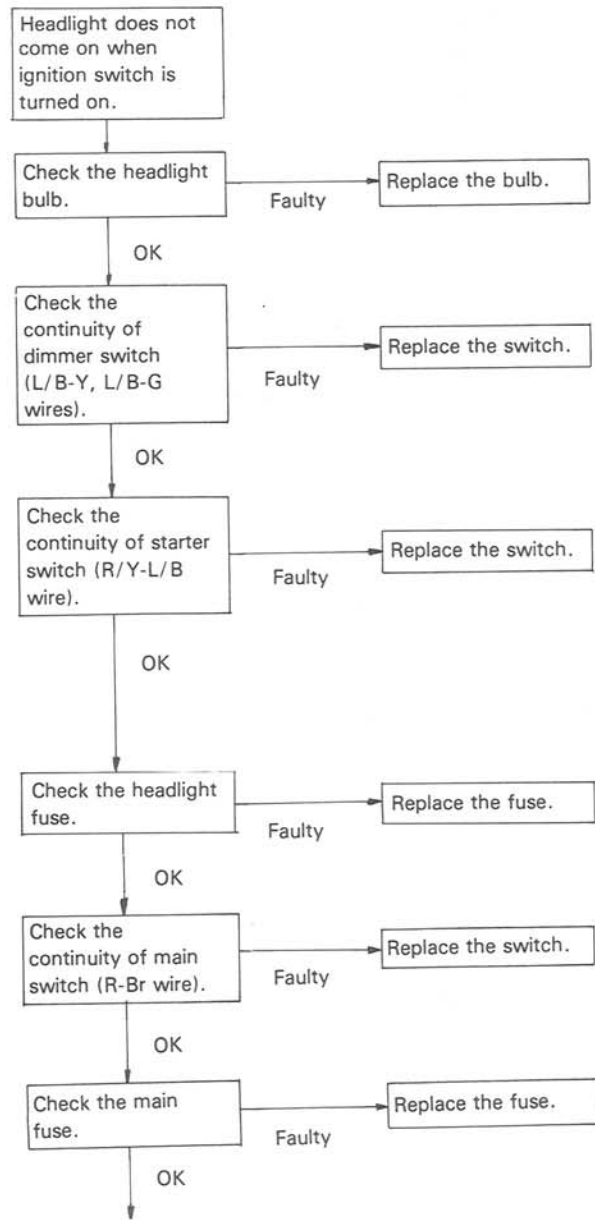 Headlight does not
come on when
ignition switch is
turned on.
Check the headlight
bulb.
Faulty
Replace the bulb.
OK
Check the
continuity of
dimmer switch
(L/B-Y, L/B-G
wires).
Faulty
Replace the switch.
OK
Check the
continuity of starter
switch (R/Y-L/B
wire).
Faulty
Replace the switch.
OK
Check the headlight
fuse.
Faulty
Replace the fuse.
OK
Check the
continuity of main
switch (R-Br wire).
Faulty
Replace the switch.
OK
Check the main
fuse.
Faulty
Replace the fuse.
OK